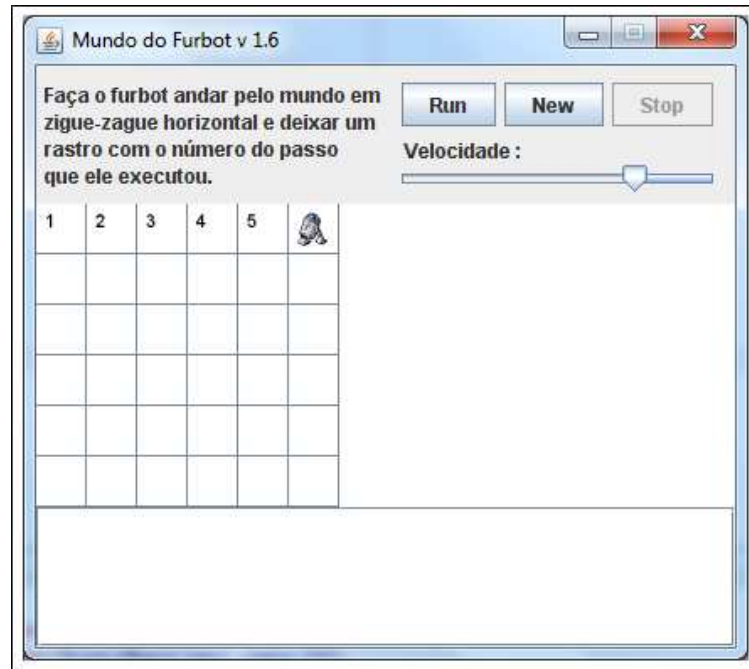 Mundo do Furbot v 1.6
Faça o furbot andar pelo mundo em
zigue-zague horizontal e deixar um
rastro com o número do passo
que ele executou.
Run New Stop
Velocidade :
1 2 3 4 5